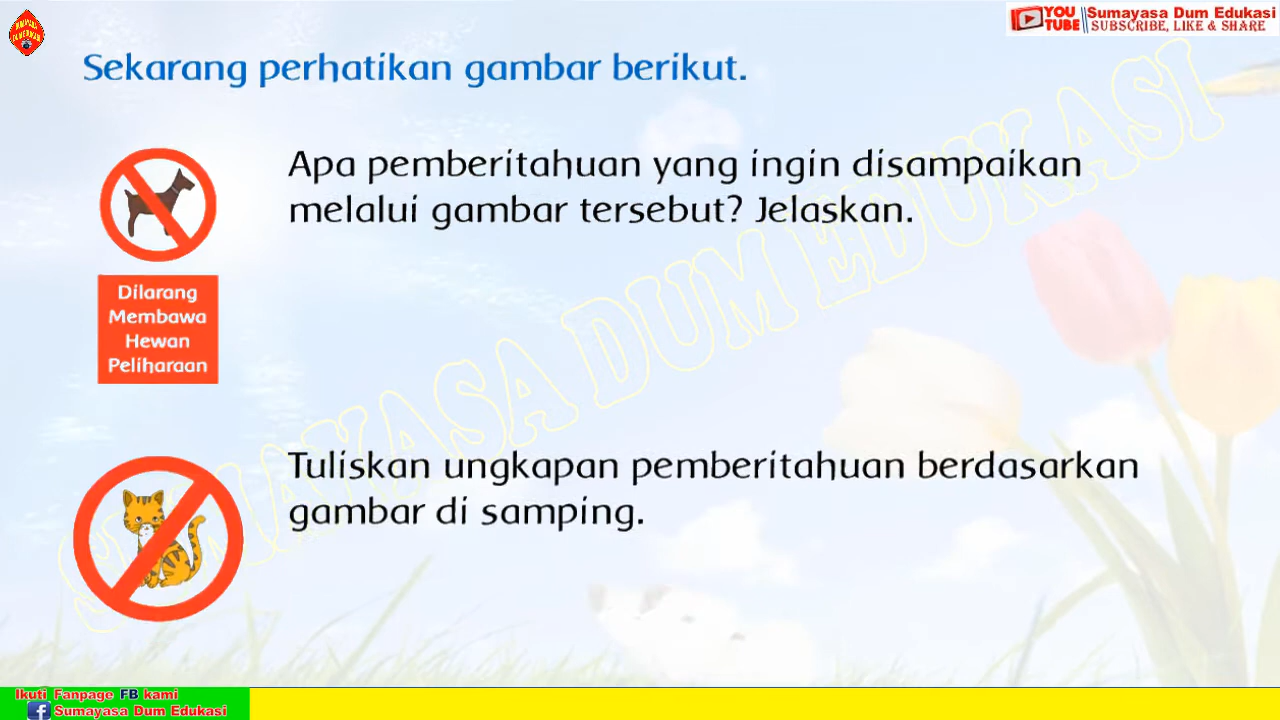 YOU TUBE
Sumayasa Dum Edukasi
SUBSCRIBE, LIKE & SHARE
Sekarang perhatikan gambar berikut.
Apa pemberitahuan yang ingin disampaikan
melalui gambar tersebut? Jelaskan.
Dilarang
Membawa
Hewan
Peliharaan
SUMAYASA DUM EDUKASI
Tuliskan ungkapan pemberitahuan berdasarkan
gambar di samping.
Ikuti Fanpage FB kami
f Sumayasa Dum Edukasi